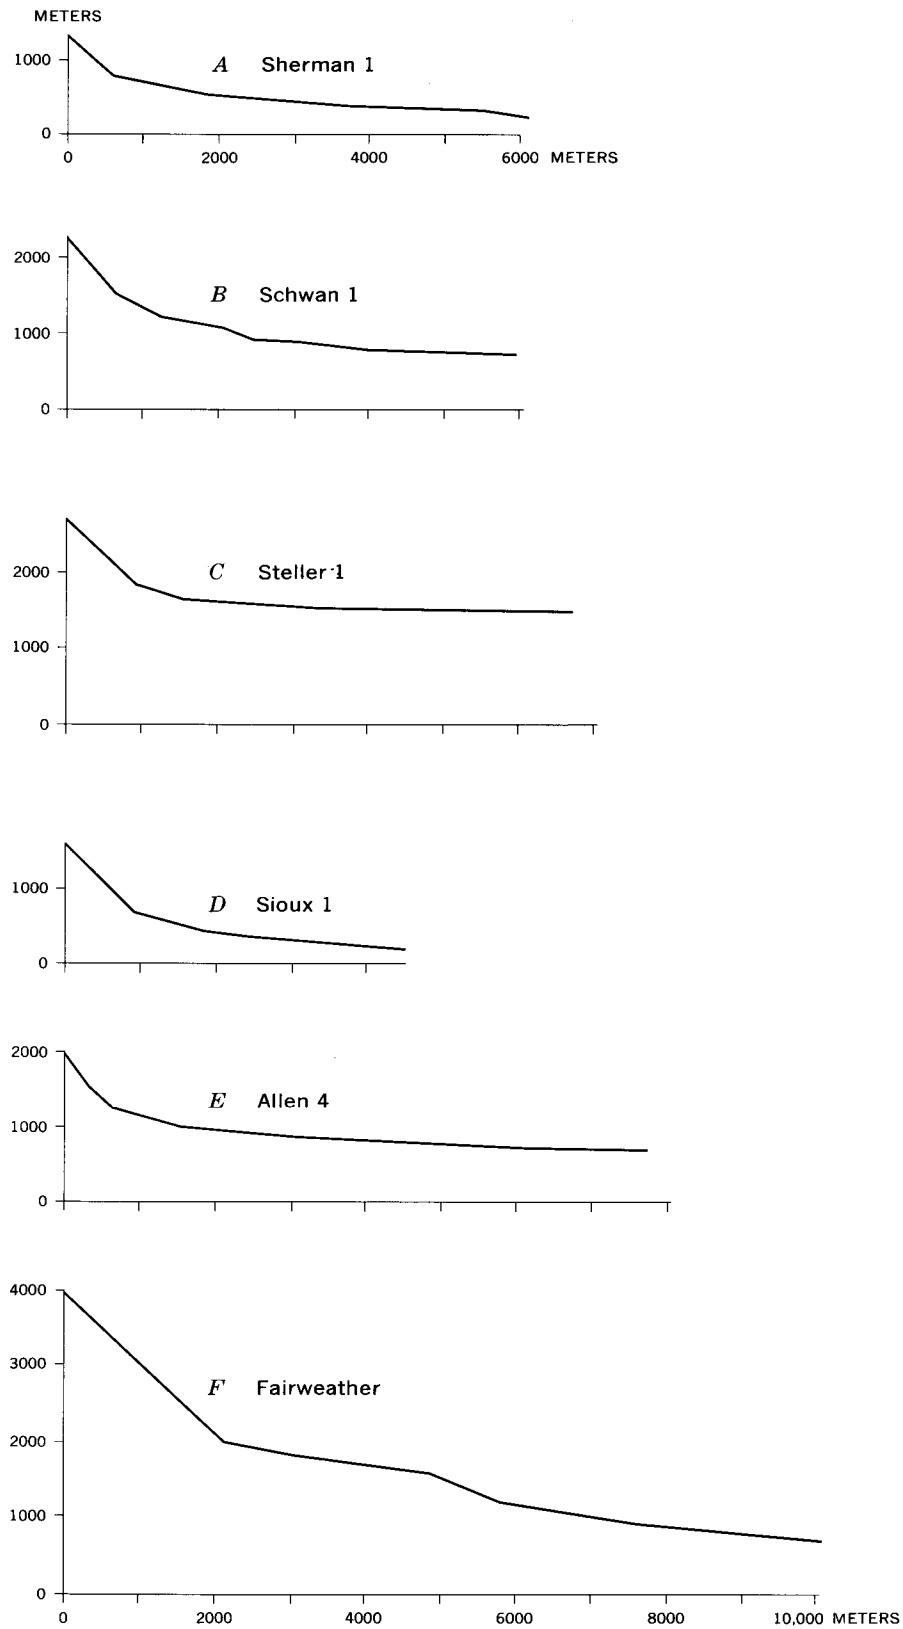 METERS
1000
A Sherman 1
0
0 2000 4000 6000 METERS
2000
B Schwan 1
1000
0
2000
C Steller 1
1000
0
1000
D Sioux 1
0
2000
E Allen 4
1000
0
4000
3000
F Fairweather
2000
1000
0
0 2000 4000 6000 8000 10,000 METERS